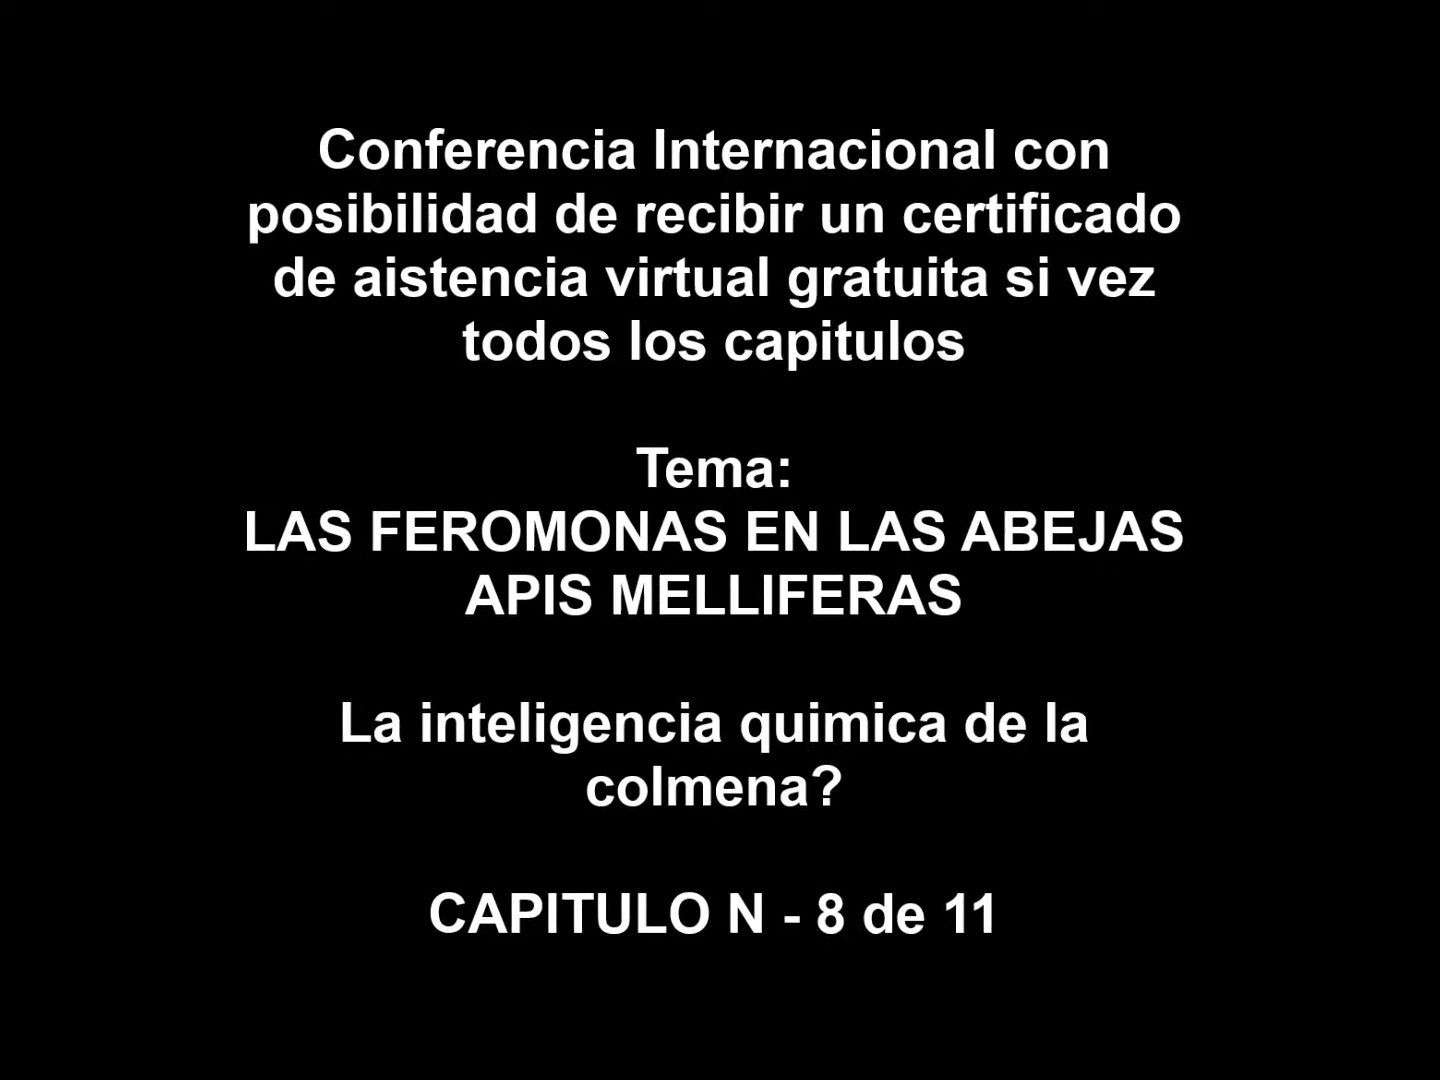 Conferencia Internacional con
posibilidad de recibir un certificado
de aistencia virtual gratuita si vez
todos los capitulos
Tema:
LAS FEROMONAS EN LAS ABEJAS
APIS MELLIFERAS
La inteligencia quimica de la
colmena?
CAPITULO N - 8 de 11